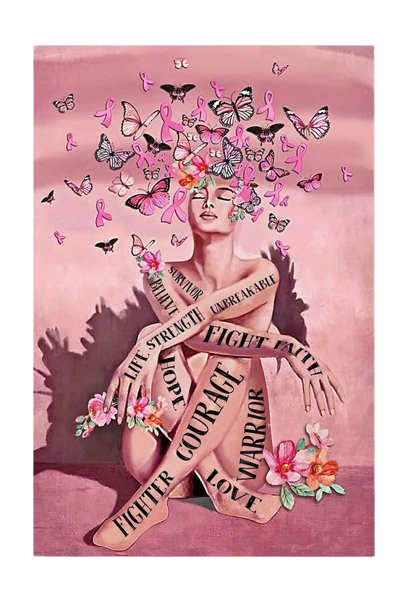 SURVIVOR
BELIEVE
UNBREAKABLE
LIFE STRENGTH
FIGHT FAITH
HOPE
COURAGE
WARRIOR
FIGHTER
LOVE